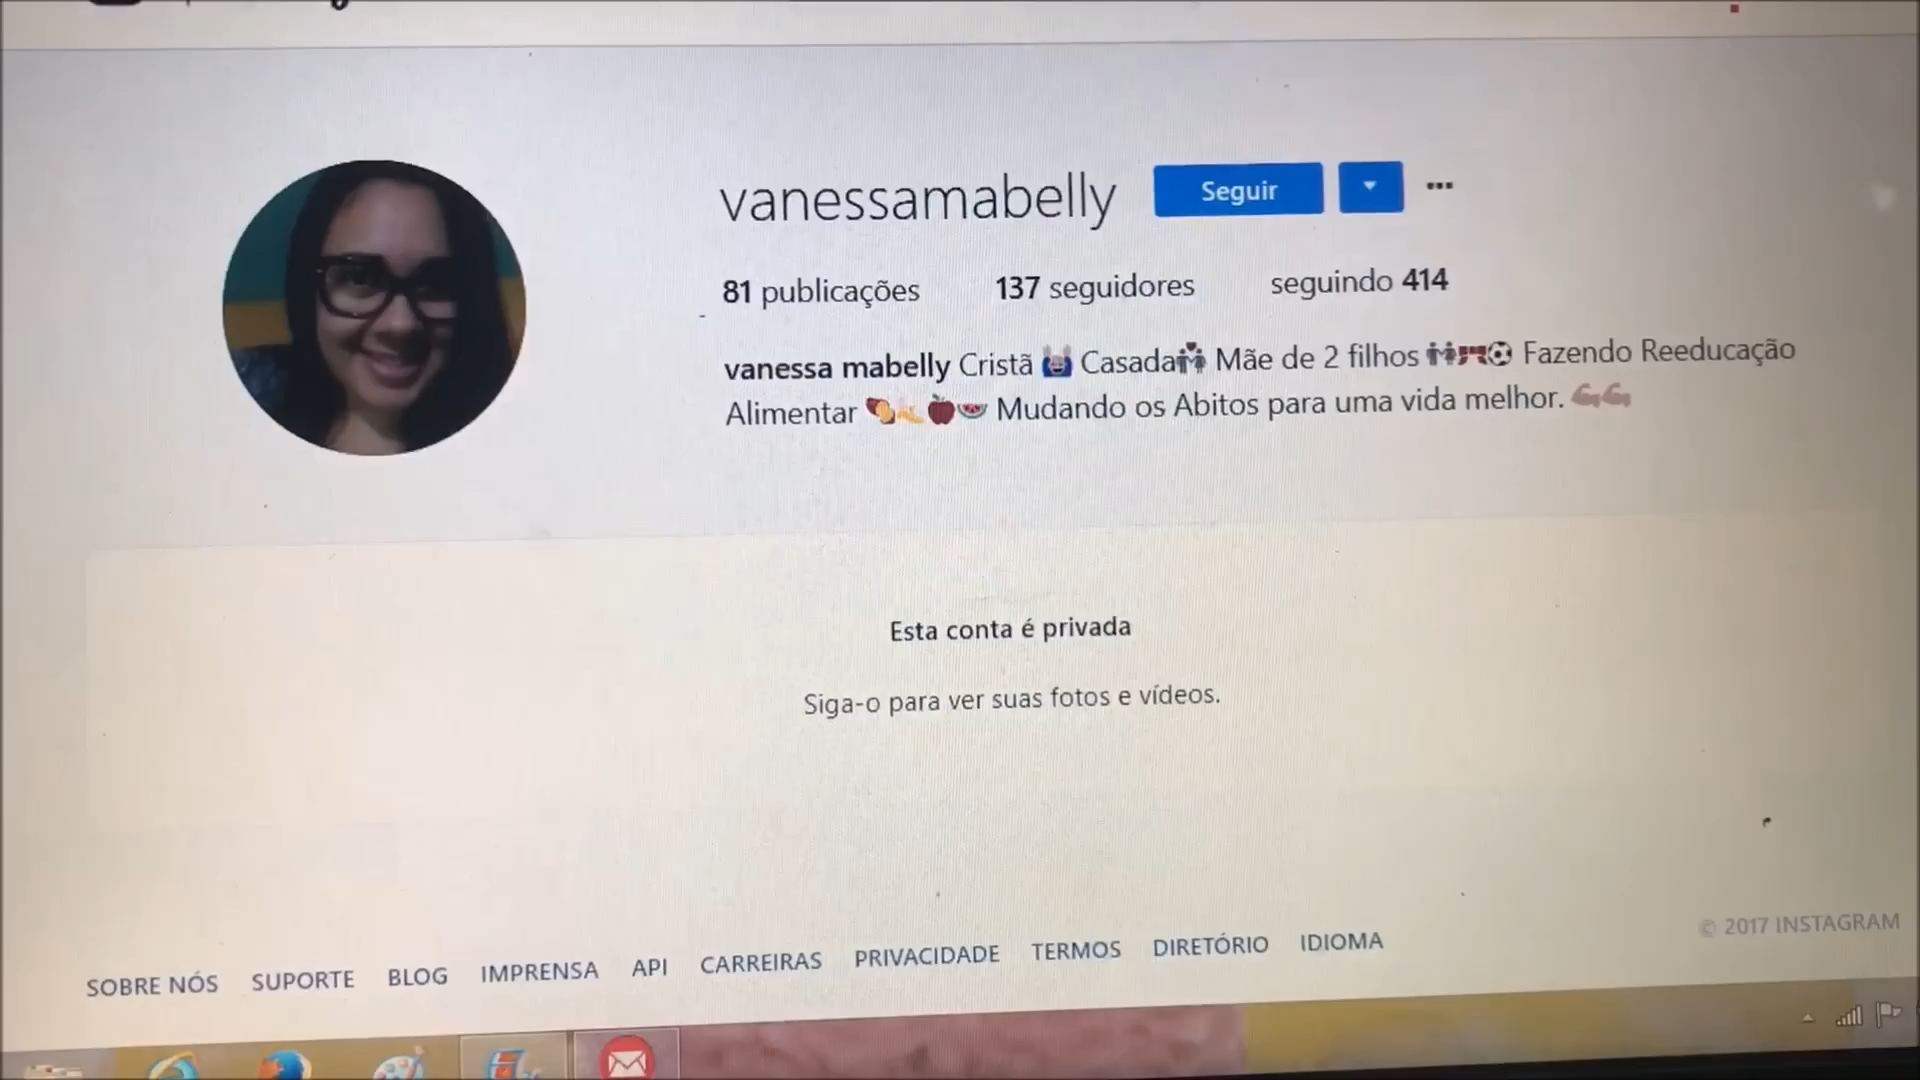 vanessamabelly Seguir
81 publicações 137 seguidores seguindo 414
vanessa mabelly Cristã Casada Mãe de 2 filhos Fazendo Reeducação
Alimentar Mudando os Abitos para uma vida melhor.
Esta conta é privada
Siga-o para ver suas fotos e vídeos.
SOBRE NÓS SUPORTE BLOG IMPRENSA API CARREIRAS PRIVACIDADE TERMOS DIRETÓRIO IDIOMA
© 2017 INSTAGRAM